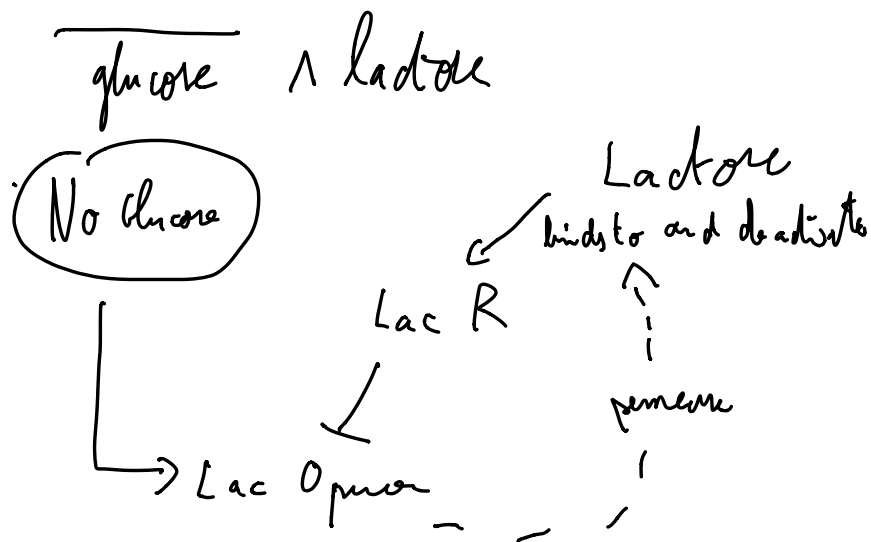 glucose ∧ lactose
No Glucose
Lactose
binds to and deactivates
Lac R
permease
Lac Operon